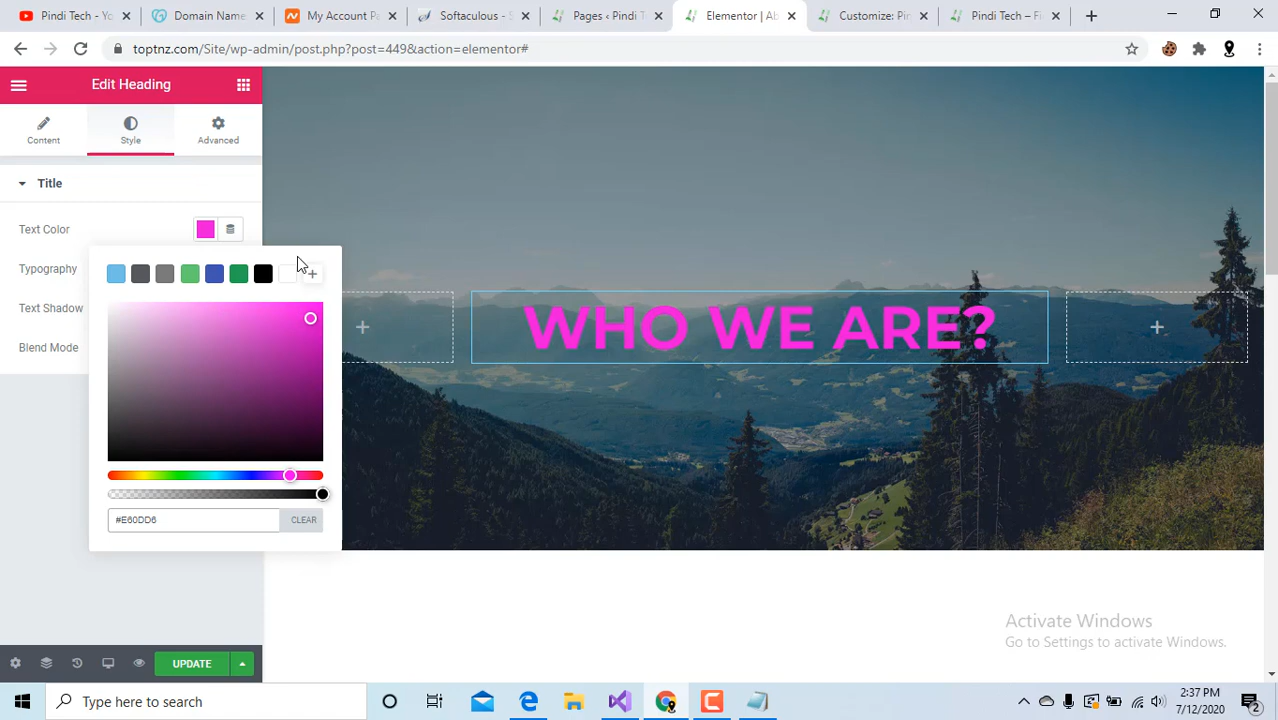 Pindi Tech - Yo
Domain Name
My Account Pa
Softaculous - S
Pages ‹ Pindi T
Elementor | Ab
Customize: Pin
Pindi Tech – Fi
toptnz.com/Site/wp-admin/post.php?post=449&action=elementor#
Edit Heading
Content
Style
Advanced
Title
Text Color
Typography
Text Shadow
Blend Mode
#E60DD6
CLEAR
WHO WE ARE?
Activate Windows
Go to Settings to activate Windows.
UPDATE
Type here to search
2:37 PM
7/12/2020
2